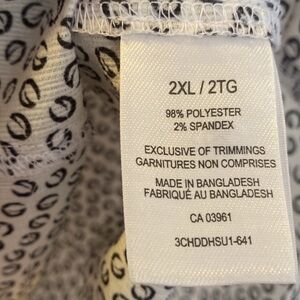 2XL / 2TG
98% POLYESTER
2% SPANDEX
EXCLUSIVE OF TRIMMINGS
GARNITURES NON COMPRISES
MADE IN BANGLADESH
FABRIQUÉ AU BANGLADESH
CA 03961
3CHDDHSU1-641